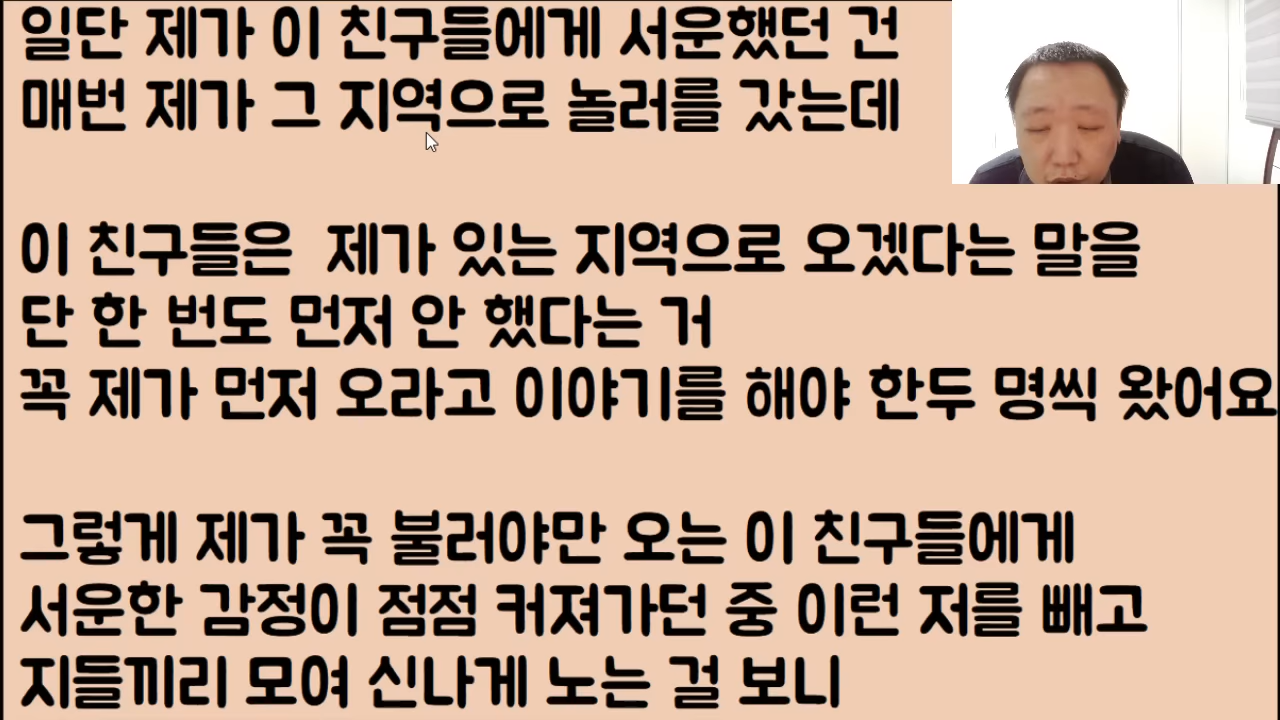 일단 제가 이 친구들에게 서운했던 건
매번 제가 그 지역으로 놀러를 갔는데
이 친구들은 제가 있는 지역으로 오겠다는 말을
단 한 번도 먼저 안 했다는 거
꼭 제가 먼저 오라고 이야기를 해야 한두 명씩 왔어요
그렇게 제가 꼭 불러야만 오는 이 친구들에게
서운한 감정이 점점 커져가던 중 이런 저를 빼고
지들끼리 모여 신나게 노는 걸 보니